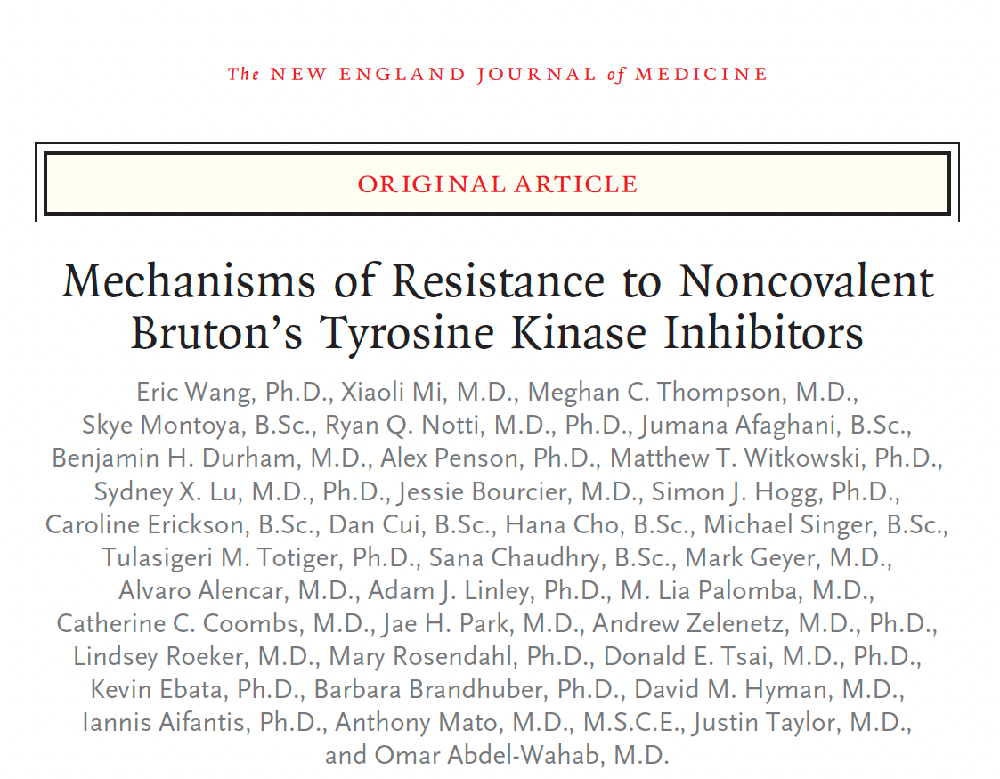 The NEW ENGLAND JOURNAL of MEDICINE
ORIGINAL ARTICLE
Mechanisms of Resistance to Noncovalent
Bruton’s Tyrosine Kinase Inhibitors
Eric Wang, Ph.D., Xiaoli Mi, M.D., Meghan C. Thompson, M.D.,
Skye Montoya, B.Sc., Ryan Q. Notti, M.D., Ph.D., Jumana Afaghani, B.Sc.,
Benjamin H. Durham, M.D., Alex Penson, Ph.D., Matthew T. Witkowski, Ph.D.,
Sydney X. Lu, M.D., Ph.D., Jessie Bourcier, M.D., Simon J. Hogg, Ph.D.,
Caroline Erickson, B.Sc., Dan Cui, B.Sc., Hana Cho, B.Sc., Michael Singer, B.Sc.,
Tulasigeri M. Totiger, Ph.D., Sana Chaudhry, B.Sc., Mark Geyer, M.D.,
Alvaro Alencar, M.D., Adam J. Linley, Ph.D., M. Lia Palomba, M.D.,
Catherine C. Coombs, M.D., Jae H. Park, M.D., Andrew Zelenetz, M.D., Ph.D.,
Lindsey Roeker, M.D., Mary Rosendahl, Ph.D., Donald E. Tsai, M.D., Ph.D.,
Kevin Ebata, Ph.D., Barbara Brandhuber, Ph.D., David M. Hyman, M.D.,
Iannis Aifantis, Ph.D., Anthony Mato, M.D., M.S.C.E., Justin Taylor, M.D.,
and Omar Abdel-Wahab, M.D.